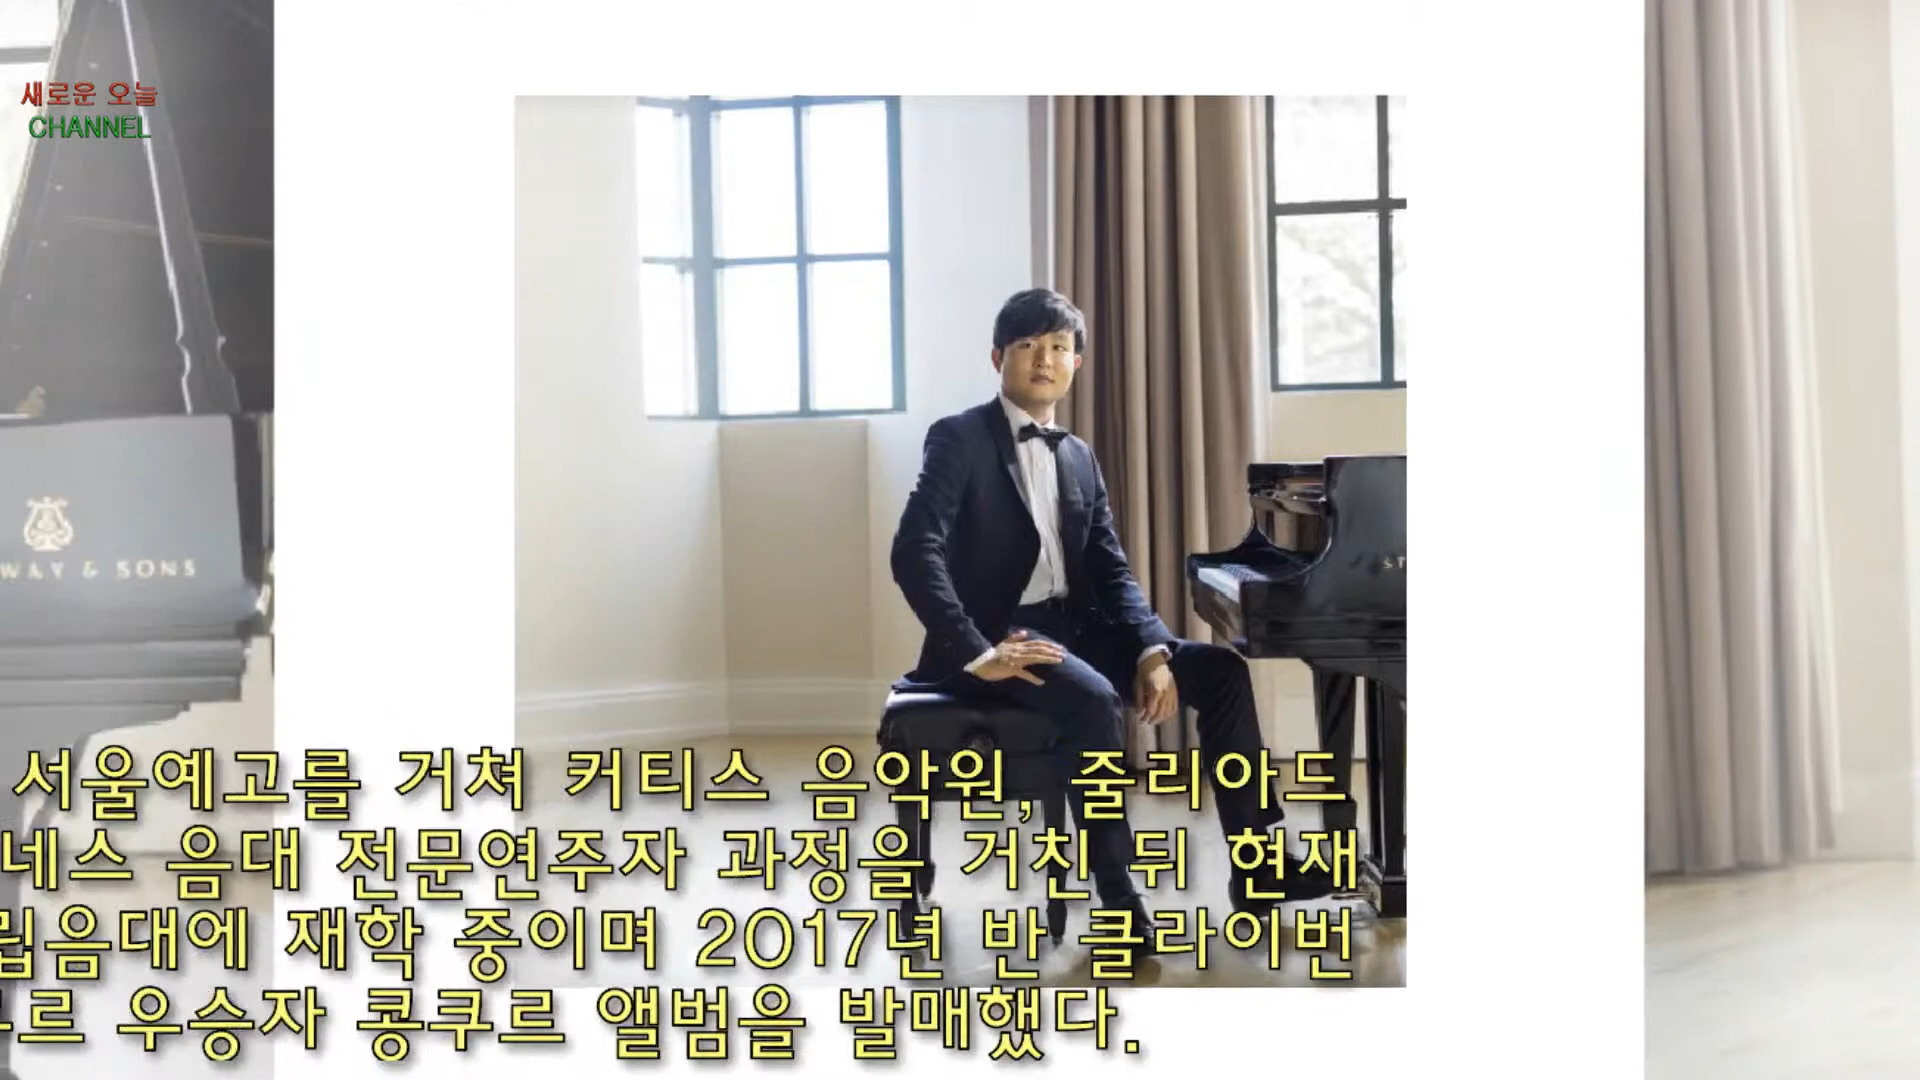 새로운 오늘
CHANNEL
WAY & SONS
ST
서울예고를 거쳐 커티스 음악원, 줄리아드
네스 음대 전문연주자 과정을 거친 뒤 현재
립음대에 재학 중이며 2017년 반 클라이번
쿠르 우승자 콩쿠르 앨범을 발매했다.